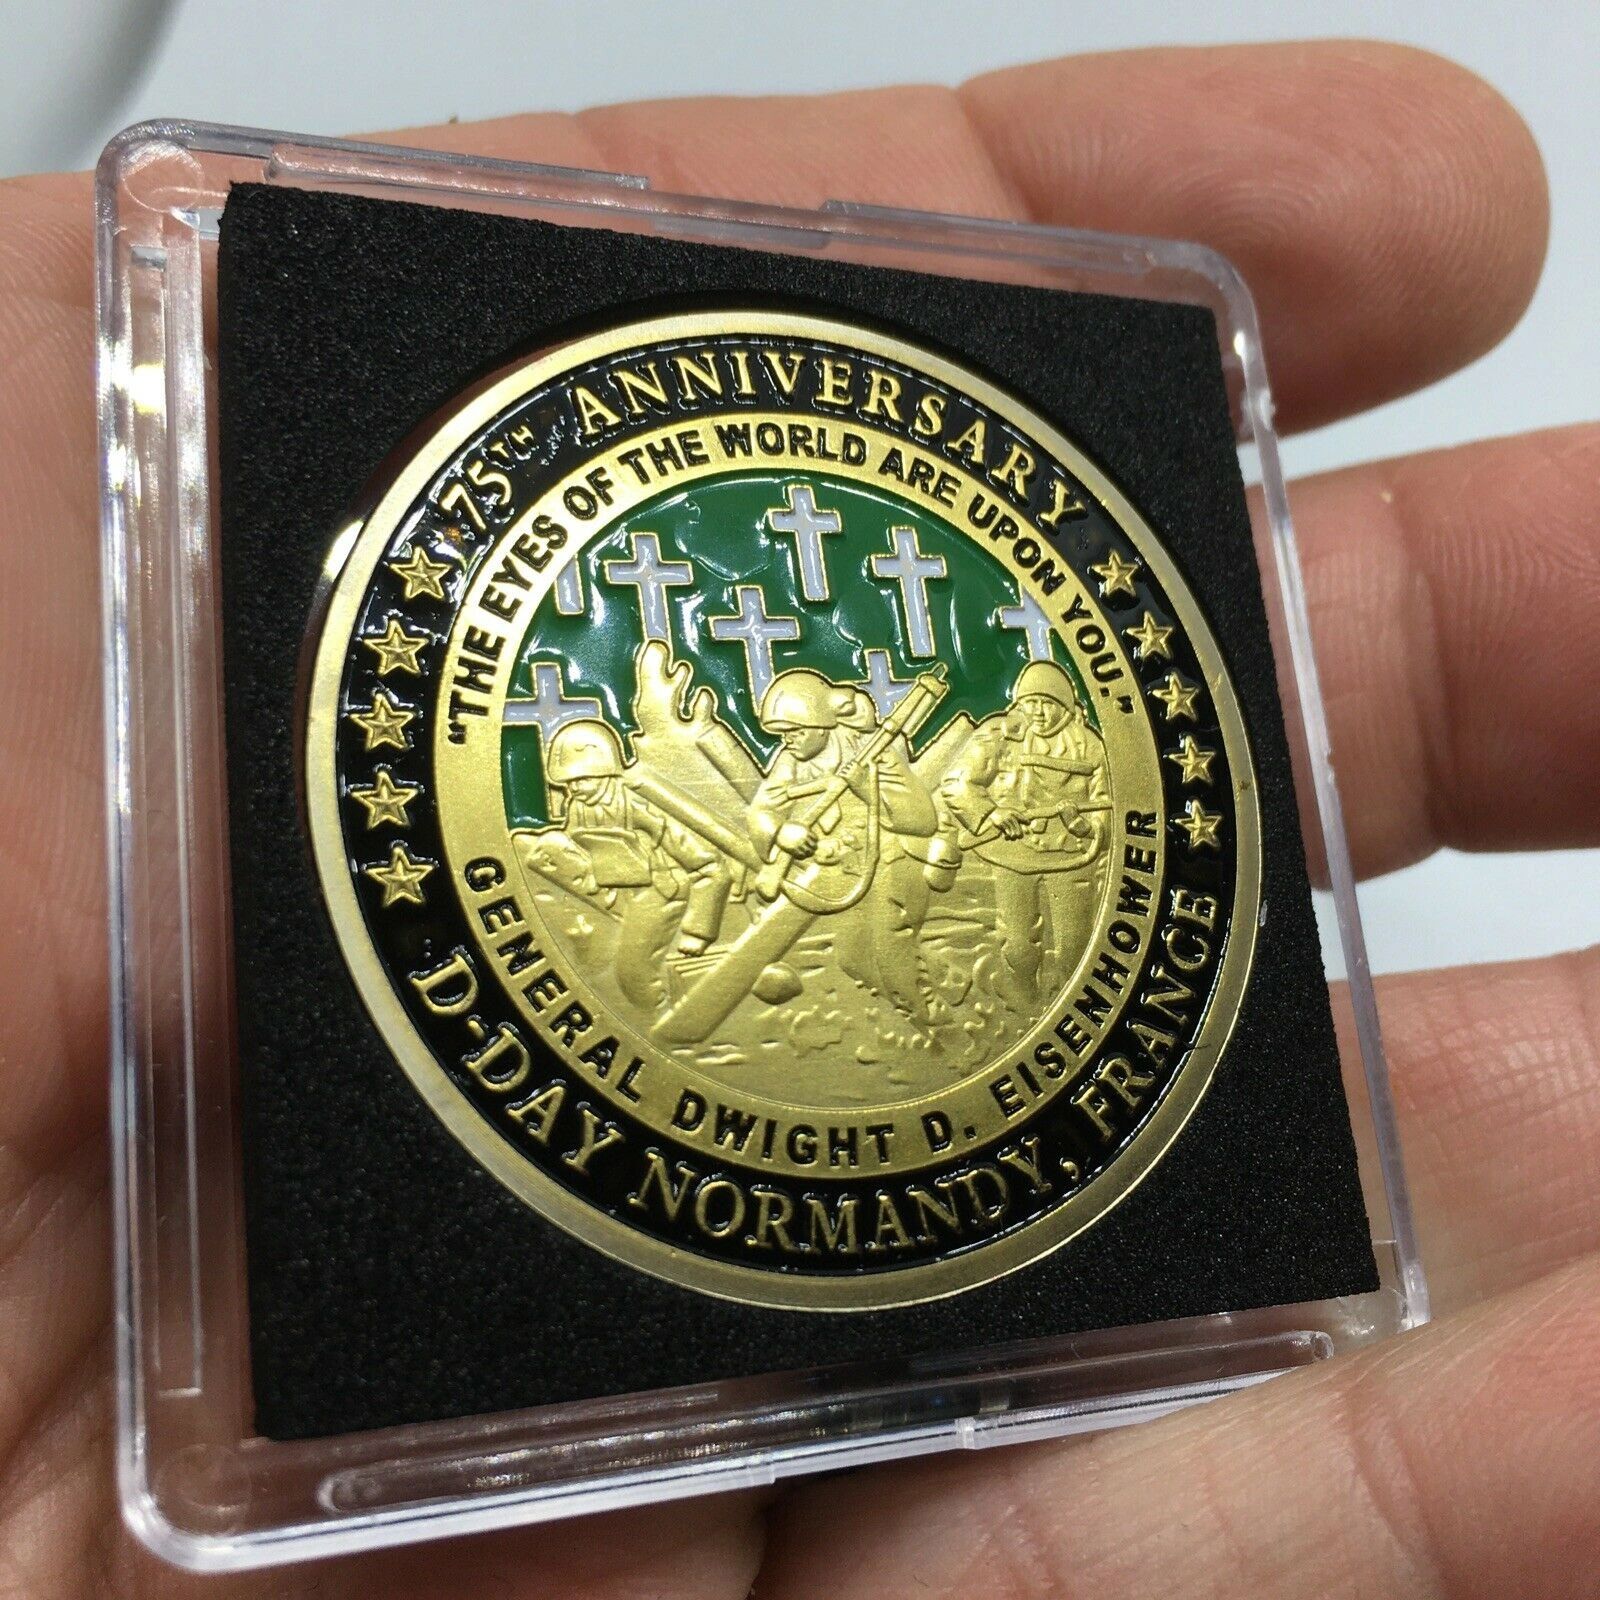 75TH ANNIVERSARY
"THE EYES OF THE WORLD ARE UPON YOU."
GENERAL DWIGHT D. EISENHOWER
D-DAY NORMANDY, FRANCE